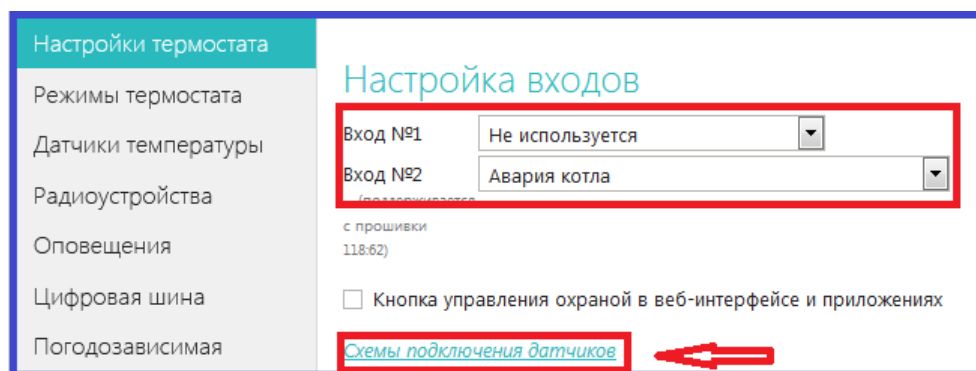 Настройки термостата
Режимы термостата
Датчики температуры
Радиоустройства
Оповещения
Цифровая шина
Погодозависимая
Настройка входов
Вход №1 Не используется
Вход №2 Авария котла
(поддерживается
с прошивки
118:62)
Кнопка управления охраной в веб-интерфейсе и приложениях
Схемы подключения датчиков